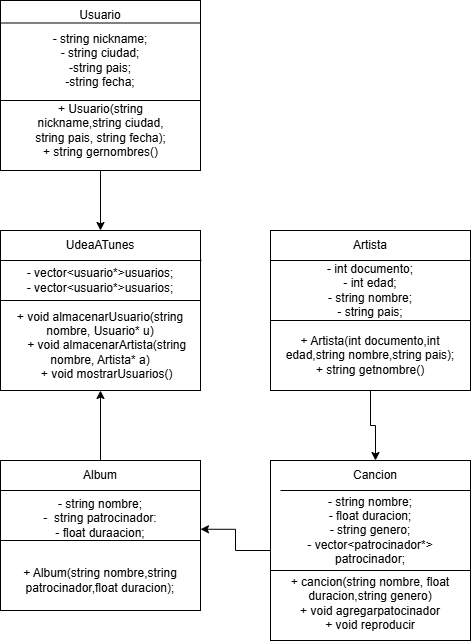 Usuario
- string nickname;
- string ciudad;
-string pais;
-string fecha;
+ Usuario(string
nickname,string ciudad,
string pais, string fecha);
+ string gernombres()
UdeaATunes
- vector<usuario*>usuarios;
- vector<usuario*>usuarios;
+ void almacenarUsuario(string
nombre, Usuario* u)
+ void almacenarArtista(string
nombre, Artista* a)
+ void mostrarUsuarios()
Artista
- int documento;
- int edad;
- string nombre;
- string pais;
+ Artista(int documento,int
edad,string nombre,string pais);
+ string getnombre()
Album
- string nombre;
- string patrocinador:
- float duraacion;
+ Album(string nombre,string
patrocinador,float duracion);
Cancion
- string nombre;
- float duracion;
- string genero;
- vector<patrocinador*>
patrocinador;
+ cancion(string nombre, float
duracion,string genero)
+ void agregarpatocinador
+ void reproducir